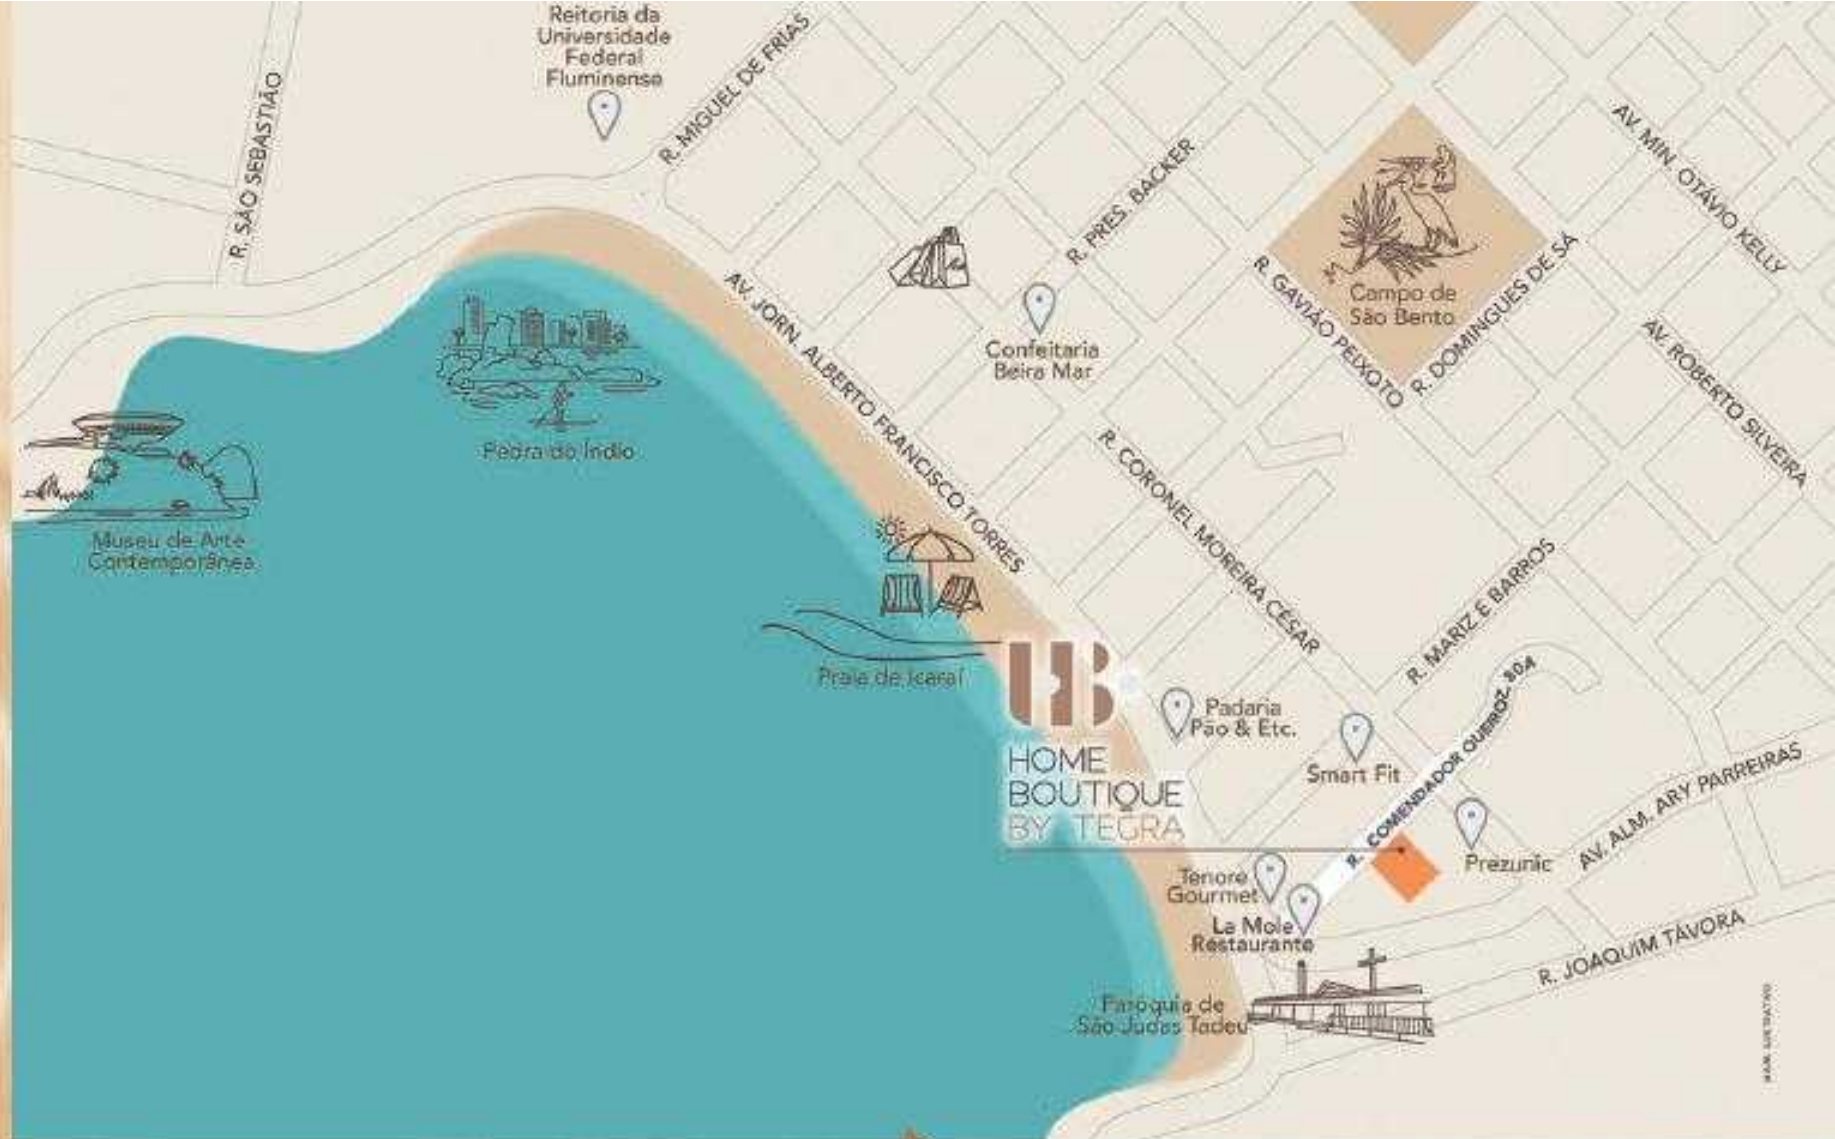 Reitoria da
Universidade
Federal
Fluminense
R. MIGUEL DE FRIAS
R. SÃO SEBASTIÃO
AV. MIN. OTÁVIO KELLY
R. PRES. BACKER
AV. JORN. ALBERTO FRANCISCO TORRES
R. GAVIÃO PEIXOTO
Campo de
São Bento
R. DOMINGUES DE SÁ
Confeitaria
Beira Mar
AV. ROBERTO SILVEIRA
Pedra do Índio
R. CORONEL MOREIRA CÉSAR
Museu de Arte
Contemporânea
R. MARIZ E BARROS
Praia de Icaraí
Padaria
Pão & Etc.
HOME
BOUTIQUE
BY TEGRA
Smart Fit
R. COMENDADOR QUEIROZ
Prezunic
AV. ALM. ARY PARREIRAS
Tenore
Gourmet
La Mole
Restaurante
R. JOAQUIM TÁVORA
Paróquia de
São Judas Tadeu